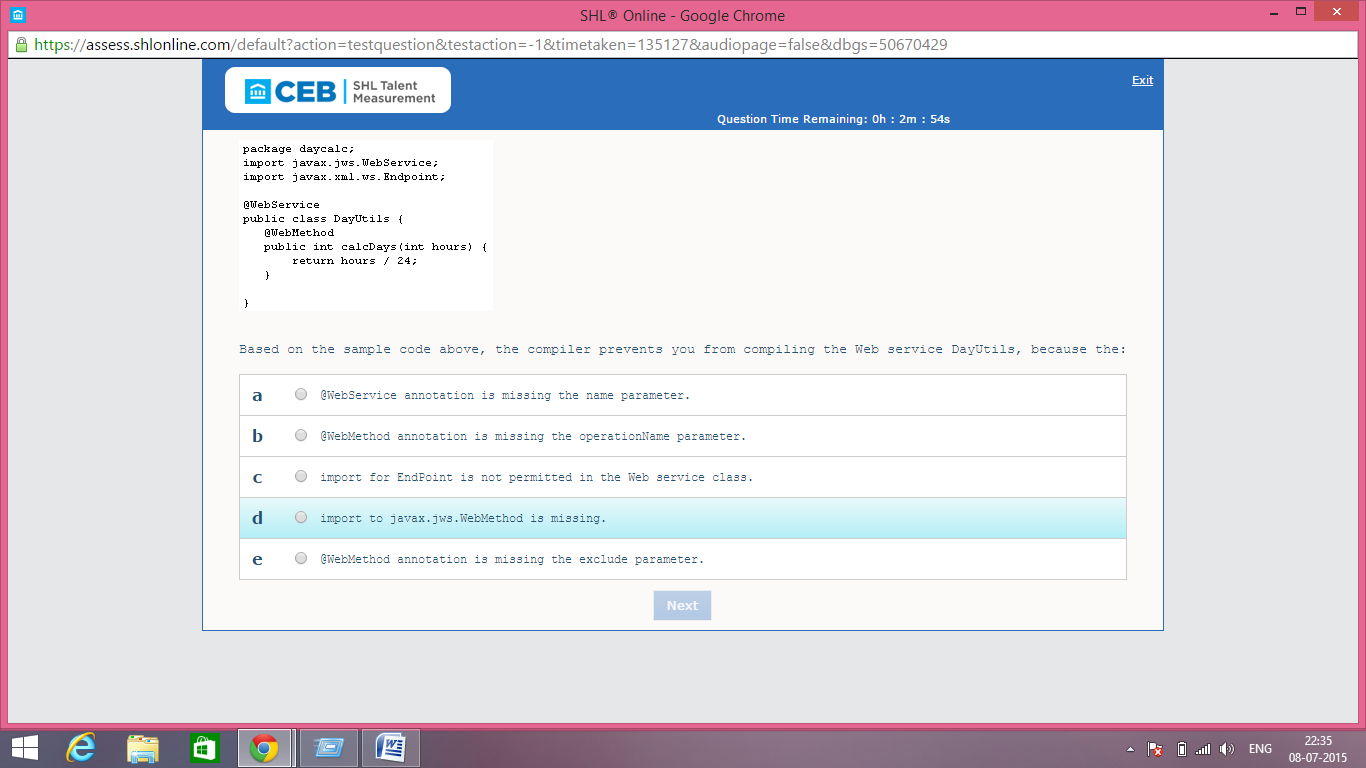 SHL® Online - Google Chrome
https://assess.shlonline.com/default?action=testquestion&testaction=-1&timetaken=135127&audiopage=false&dbgs=50670429
CEB SHL Talent
Measurement
Exit
Question Time Remaining: 0h : 2m : 54s
package daycalc;
import javax.jws.WebService;
import javax.xml.ws.Endpoint;
@WebService
public class DayUtils {
@WebMethod
public int calcDays(int hours) {
return hours / 24;
}
}
Based on the sample code above, the compiler prevents you from compiling the Web service DayUtils, because the:
a @WebService annotation is missing the name parameter.
b @WebMethod annotation is missing the operationName parameter.
c import for EndPoint is not permitted in the Web service class.
d import to javax.jws.WebMethod is missing.
e @WebMethod annotation is missing the exclude parameter.
Next
ENG
22:35
08-07-2015